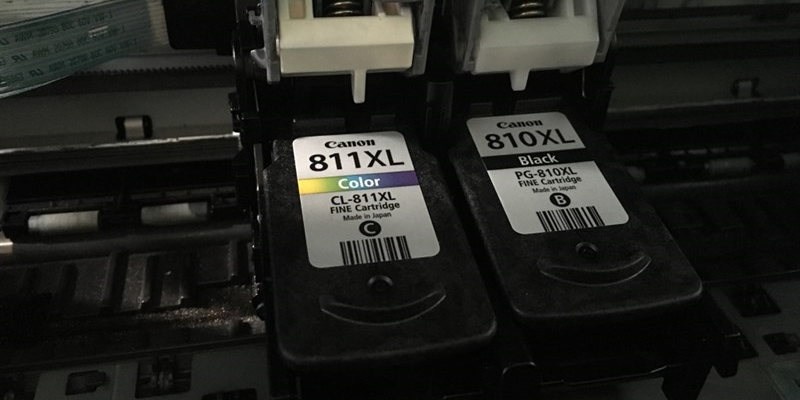 Canon
811XL
Color
CL-811XL
FINE Cartridge
Made in Japan
C
Canon
810XL
Black
PG-810XL
FINE Cartridge
Made in Japan
B